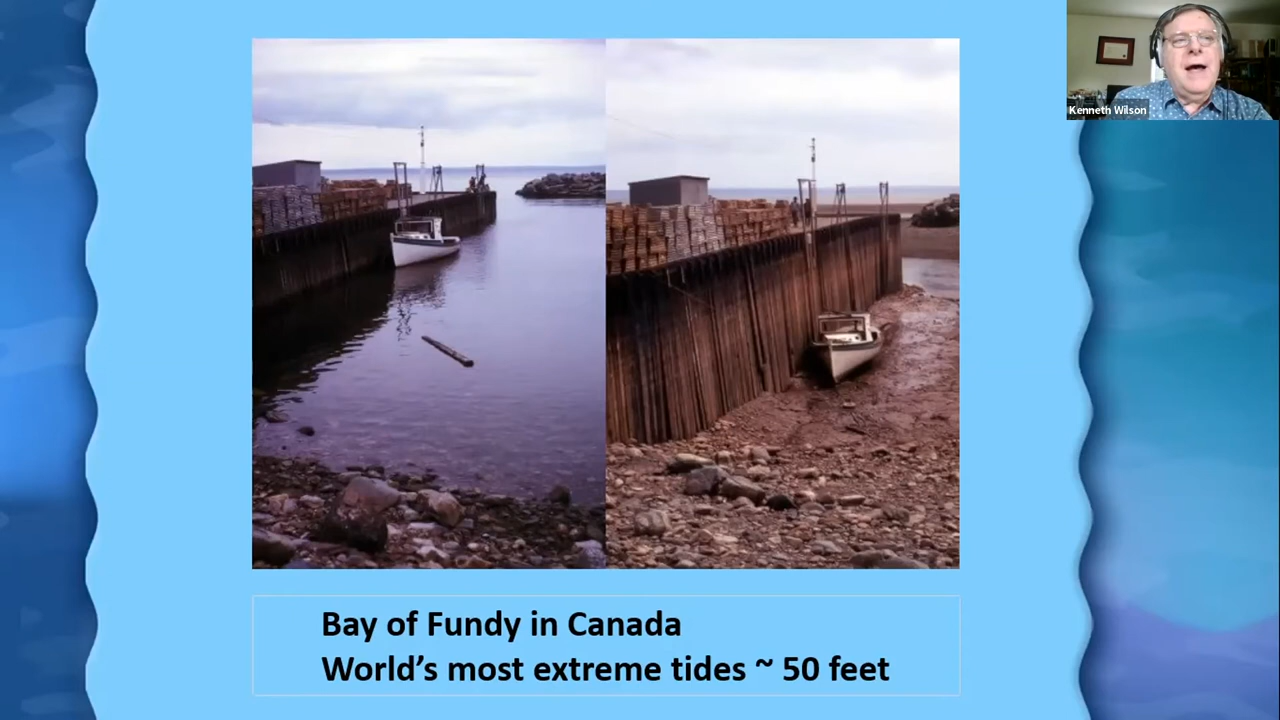 Kenneth Wilson
Bay of Fundy in Canada
World’s most extreme tides ~ 50 feet